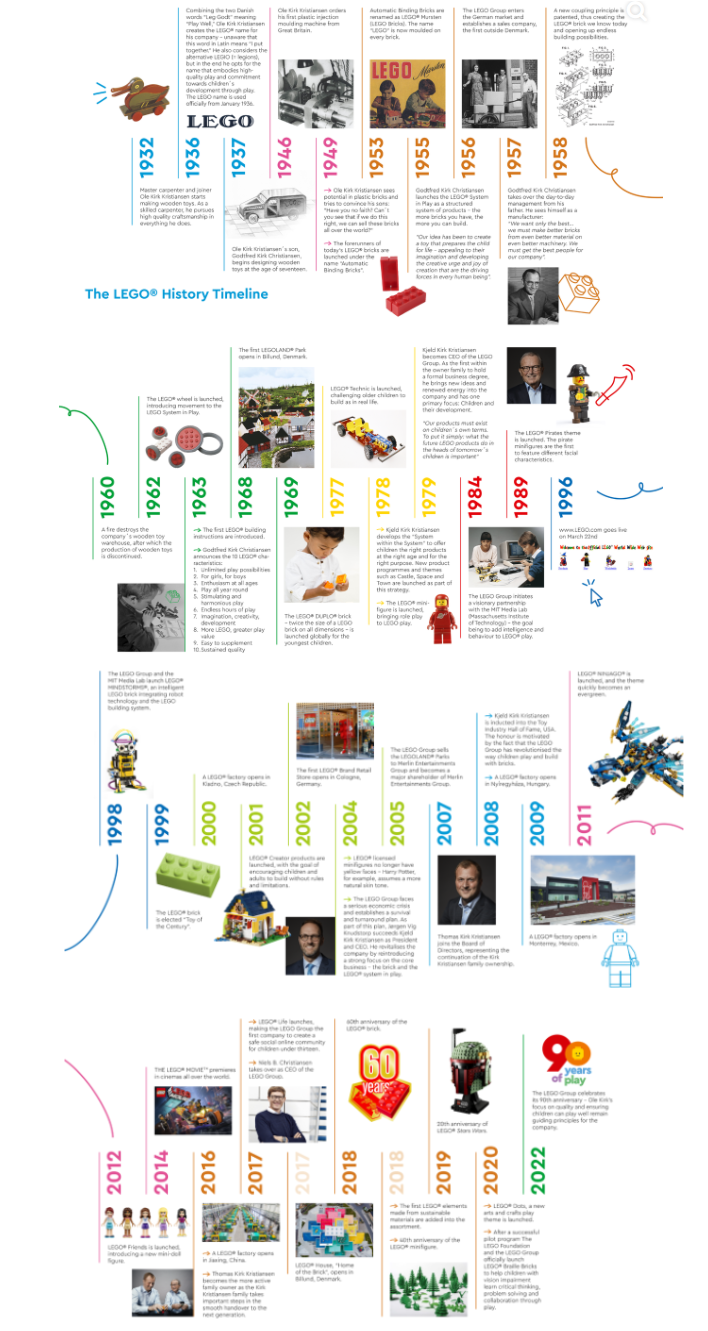 Combining the two Danish
words "Leg Godt" meaning
"Play Well," Ole Kirk Kristiansen
creates the LEGO® name for
his company - unaware that
this word in Latin means "I put
together." He also considers the
alternative LEGIO (= legions),
but in the end he opts for the
name that embodies high-
quality play and commitment
towards children´s
development through play.
The LEGO name is used
officially from January 1936.
LEGO
Ole Kirk Kristiansen orders
his first plastic injection
moulding machine from
Great Britain.
Automatic Binding Bricks are
renamed as LEGO® Mursten
(LEGO Bricks). The name
"LEGO" is now moulded on
every brick.
LEGO Mursten
The LEGO Group enters
the German market and
establishes a sales company,
the first outside Denmark.
A new coupling principle is
patented, thus creating the
LEGO® brick we know today
and opening up endless
building possibilities.
1932
1936
1937
1946
1949
1953
1955
1956
1957
1958
Master carpenter and joiner
Ole Kirk Kristiansen starts
making wooden toys. As a
skilled carpenter, he pursues
high quality craftsmanship in
everything he does.
Ole Kirk Kristiansen´s son,
Godtfred Kirk Christiansen,
begins designing wooden
toys at the age of seventeen.
→ Ole Kirk Kristiansen sees
potential in plastic bricks and
tries to convince his sons:
"Have you no faith? Can´t
you see that if we do this
right, we can sell these bricks
all over the world?"
→ The forerunners of
today's LEGO® bricks are
launched under the
name "Automatic
Binding Bricks".
Godtfred Kirk Christiansen
launches the LEGO® System
in Play as a structured
system of products - the
more bricks you have, the
more you can build.
"Our idea has been to create
a toy that prepares the child
for life - appealing to their
imagination and developing
the creative urge and joy of
creation that are the driving
forces in every human being".
Godtfred Kirk Christiansen
takes over the day-to-day
management from his
father. He sees himself as a
manufacturer:
"We want only the best...
we must make better bricks
from even better material on
even better machinery. We
must get the best people for
our company".
The LEGO® History Timeline
The LEGO® wheel is launched,
introducing movement to the
LEGO System in Play.
The first LEGOLAND® Park
opens in Billund, Denmark.
LEGO® Technic is launched,
challenging older children to
build as in real life.
Kjeld Kirk Kristiansen
becomes CEO of the LEGO
Group. As the first within
the owner family to hold
a formal business degree,
he brings new ideas and
renewed energy into the
company and has one
primary focus: Children and
their development.
"Our products must exist
on children´s own terms.
To put it simply: what the
future LEGO products do in
the heads of tomorrow´s
children is important"
The LEGO® Pirates theme
is launched. The pirate
minifigures are the first
to feature different facial
characteristics.
1960
1962
1963
1968
1969
1977
1978
1979
1984
1989
1996
A fire destroys the
company´s wooden toy
warehouse, after which the
production of wooden toys
is discontinued.
→ The first LEGO® building
instructions are introduced.
→ Godtfred Kirk Christiansen
announces the 10 LEGO® cha-
racteristics:
1. Unlimited play possibilities
2. For girls, for boys
3. Enthusiasm at all ages
4. Play all year round
5. Stimulating and
harmonious play
6. Endless hours of play
7. Imagination, creativity,
development
8. More LEGO, greater play
value
9. Easy to supplement
10. Sustained quality
The LEGO® DUPLO® brick
- twice the size of a LEGO
brick on all dimensions - is
launched globally for the
youngest children.
→ Kjeld Kirk Kristiansen
develops the "System
within the System" to offer
children the right products
at the right age and for the
right purpose. New product
programmes and themes
such as Castle, Space and
Town are launched as part of
this strategy.
→ The LEGO® mini-
figure is launched,
bringing role play
to LEGO play.
The LEGO Group initiates
a visionary partnership
with the MIT Media Lab
(Massachusetts Institute
of Technology) - the goal
being to add intelligence and
behaviour to LEGO® play.
www.LEGO.com goes live
on March 22nd
The LEGO Group and the
MIT Media Lab launch LEGO®
MINDSTORMS®, an intelligent
LEGO brick integrating robot
technology and the LEGO
building system.
A LEGO® factory opens in
Kladno, Czech Republic.
The first LEGO® Brand Retail
Store opens in Cologne,
Germany.
The LEGO Group sells
the LEGOLAND® Parks
to Merlin Entertainments
Group and becomes a
major shareholder of Merlin
Entertainments Group.
→ Kjeld Kirk Kristiansen
is inducted into the Toy
Industry Hall of Fame, USA.
The honour is motivated
by the fact that the LEGO
Group has revolutionised the
way children play and build
with bricks.
→ A LEGO® factory opens
in Nyíregyháza, Hungary.
LEGO® NINJAGO® is
launched, and the theme
quickly becomes an
evergreen.
1998
1999
2000
2001
2002
2004
2005
2007
2008
2009
2011
The LEGO® brick
is elected "Toy of
the Century".
LEGO® Creator products are
launched, with the goal of
encouraging children and
adults to build without rules
and limitations.
→ LEGO® licensed
minifigures no longer have
yellow faces - Harry Potter,
for example, assumes a more
natural skin tone.
→ The LEGO Group faces
a serious economic crisis
and establishes a survival
and turnaround plan. As
part of this plan, Jørgen Vig
Knudstorp succeeds Kjeld
Kirk Kristiansen as President
and CEO. He revitalises the
company by reintroducing
a strong focus on the core
business - the brick and the
LEGO® system in play.
Thomas Kirk Kristiansen
joins the Board of
Directors, representing the
continuation of the Kirk
Kristiansen family ownership.
A LEGO® factory opens in
Monterrey, Mexico.
THE LEGO® MOVIE™ premieres
in cinemas all over the world.
→ LEGO® Life launches,
making the LEGO Group the
first company to create a
safe social online community
for children under thirteen.
→ Niels B. Christiansen
takes over as CEO of the
LEGO Group.
60th anniversary of the
LEGO® brick.
60
years
20th anniversary of
LEGO® Stars Wars
90
years
of play
The LEGO Group celebrates
its 90th anniversary - Ole Kirk's
focus on quality and ensuring
children can play well remain
guiding principles for the
company.
2012
2014
2016
2017
2017
2018
2018
2019
2020
2022
LEGO® Friends is launched,
introducing a new mini-doll
figure.
→ A LEGO® factory opens
in Jiaxing, China.
→ Thomas Kirk Kristiansen
becomes the more active
family owner as the Kirk
Kristiansen family takes
important steps in the
smooth handover to the
next generation.
LEGO® House, "Home
of the Brick", opens in
Billund, Denmark.
→ The first LEGO® elements
made from sustainable
materials are added into the
assortment.
→ 40th anniversary of the
LEGO® minifigure.
→ LEGO® Dots, a new
arts and crafts play
theme is launched.
→ After a successful
pilot program The
LEGO Foundation
and the LEGO Group
officially launch
LEGO® Braille Bricks
to help children with
vision impairment
learn critical thinking,
problem solving and
collaboration through
play.